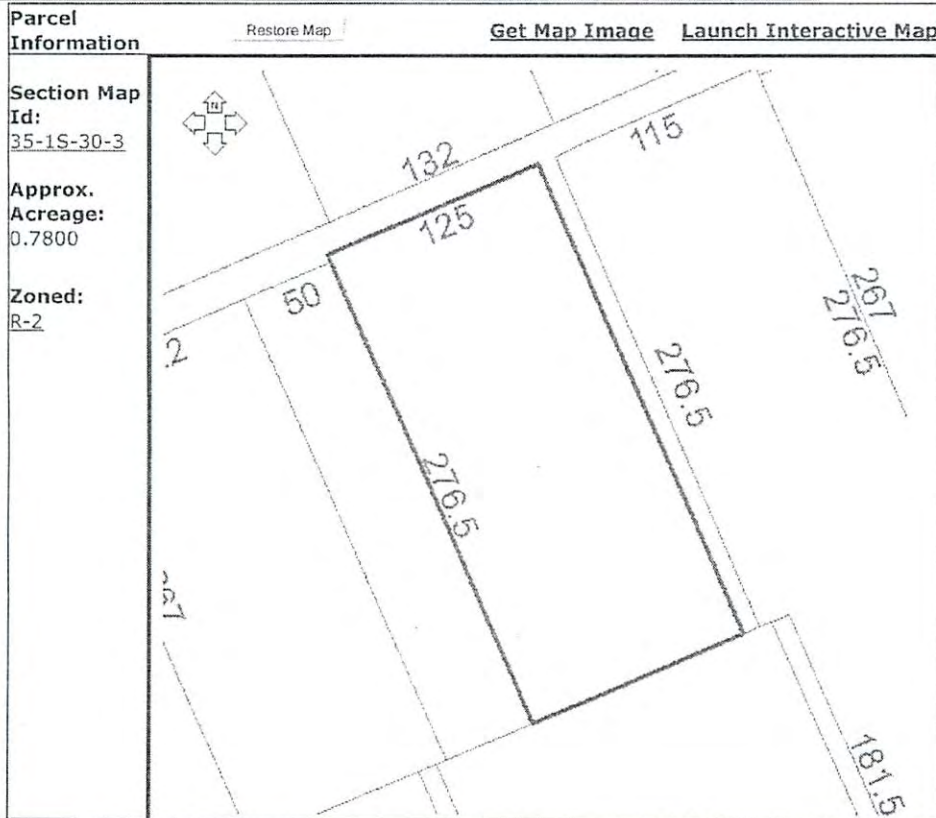 Parcel
Information
Restore Map
Get Map Image
Launch Interactive Map
Section Map
Id:
35-1S-30-3
Approx.
Acreage:
0.7800
Zoned:
R-2
N
132
115
125
50
.2
267
276.5
276.5
276.5
181.5